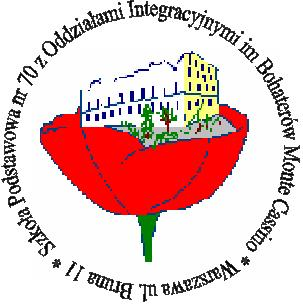 * Szkoła Podstawowa nr 70 z Oddziałami Integracyjnymi im Bohaterów Monte Cassino * Warszawa ul. Bruna 11